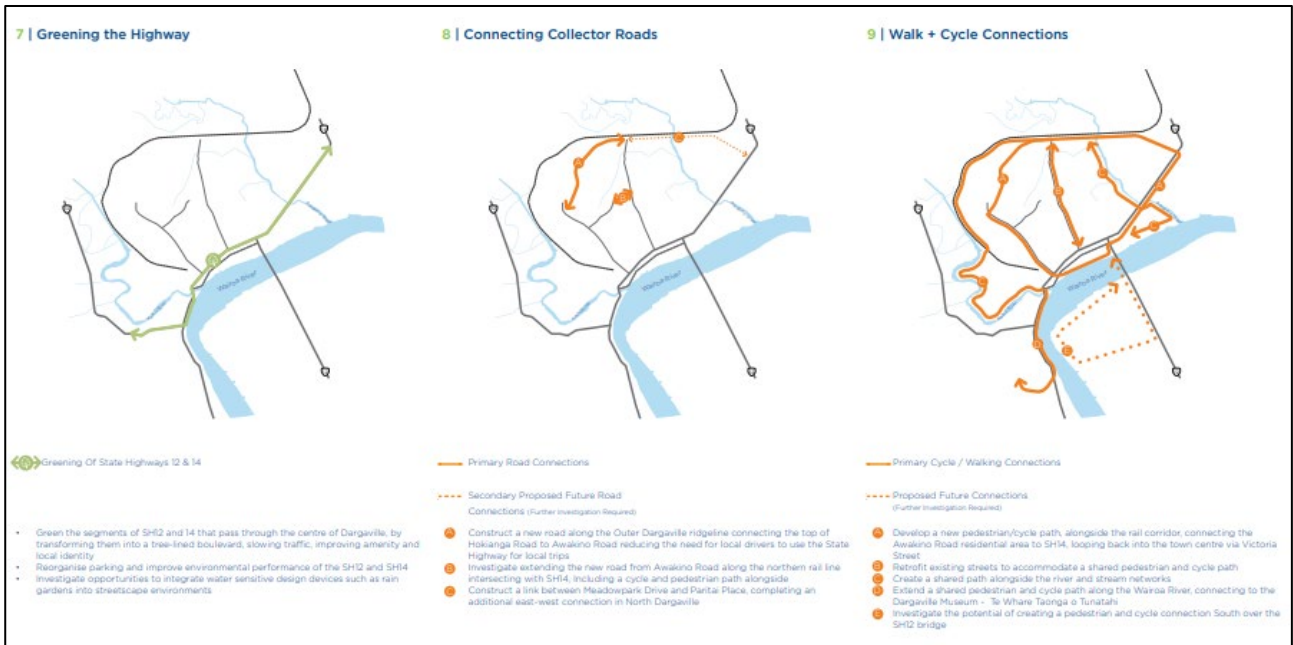 7 | Greening the Highway
Wairoa River
A
Greening Of State Highways 12 & 14
• Green the segments of SH12 and 14 that pass through the centre of Dargaville, by
transforming them into a tree-lined boulevard, slowing traffic, improving amenity and
local identity
• Reorganise parking and improve environmental performance of the SH12 and SH14
• Investigate opportunities to integrate water sensitive design devices such as rain
gardens into streetscape environments
8 | Connecting Collector Roads
A
B
C
Wairoa River
Primary Road Connections
Secondary Proposed Future Road
Connections (Further Investigation Required)
A Construct a new road along the Outer Dargaville ridgeline connecting the top of
Hokianga Road to Awakino Road reducing the need for local drivers to use the State
Highway for local trips
B Investigate extending the new road from Awakino Road along the northern rail line
intersecting with SH14, Including a cycle and pedestrian path alongside
C Construct a link between Meadowpark Drive and Paritai Place, completing an
additional east-west connection in North Dargaville
9 | Walk + Cycle Connections
A
B
C
A
C
C
Wairoa River
D
E
Primary Cycle / Walking Connections
Proposed Future Connections
(Further Investigation Required)
A Develop a new pedestrian/cycle path, alongside the rail corridor, connecting the
Awakino Road residential area to SH14, looping back into the town centre via Victoria
Street
B Retrofit existing streets to accommodate a shared pedestrian and cycle path
C Create a shared path alongside the river and stream networks
D Extend a shared pedestrian and cycle path along the Wairoa River, connecting to the
Dargaville Museum - Te Whare Taonga o Tunatahi
E Investigate the potential of creating a pedestrian and cycle connection South over the
SH12 bridge